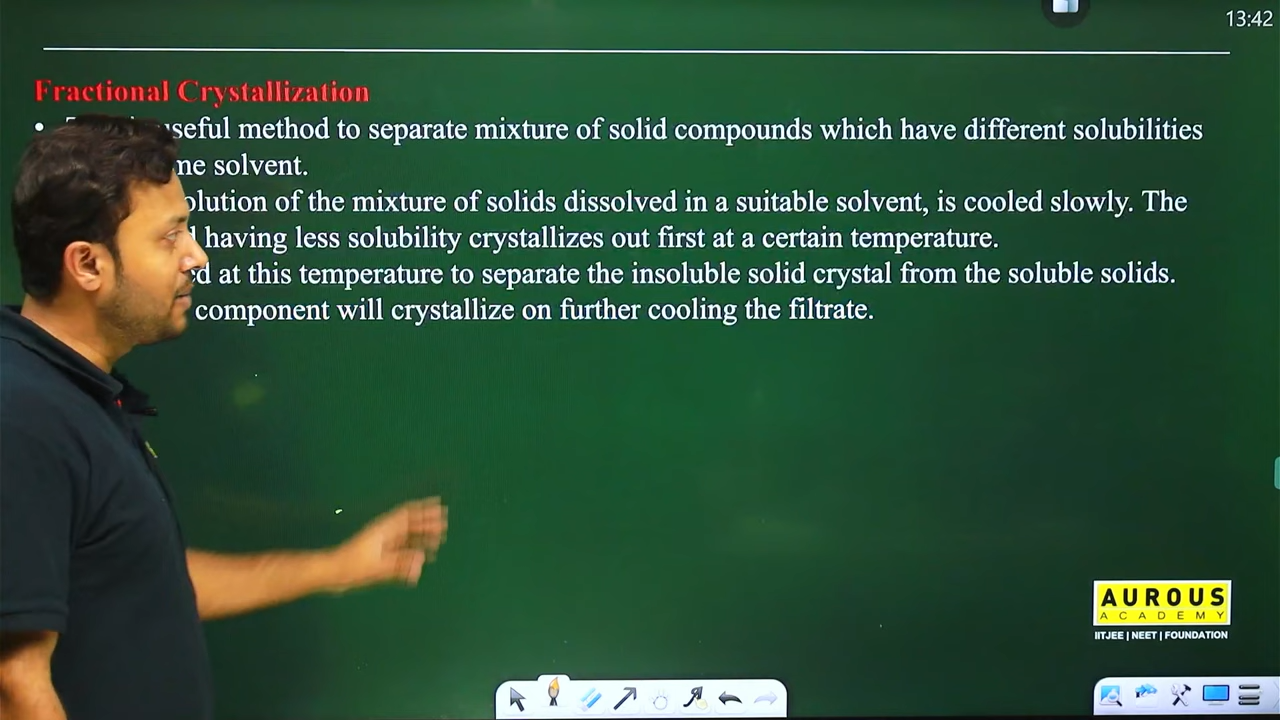 13:42
Fractional Crystallization
• useful method to separate mixture of solid compounds which have different solubilities
solvent.
of the mixture of solids dissolved in a suitable solvent, is cooled slowly. The
having less solubility crystallizes out first at a certain temperature.
at this temperature to separate the insoluble solid crystal from the soluble solids.
component will crystallize on further cooling the filtrate.
AUROUS
ACADEMY
IITJEE | NEET | FOUNDATION